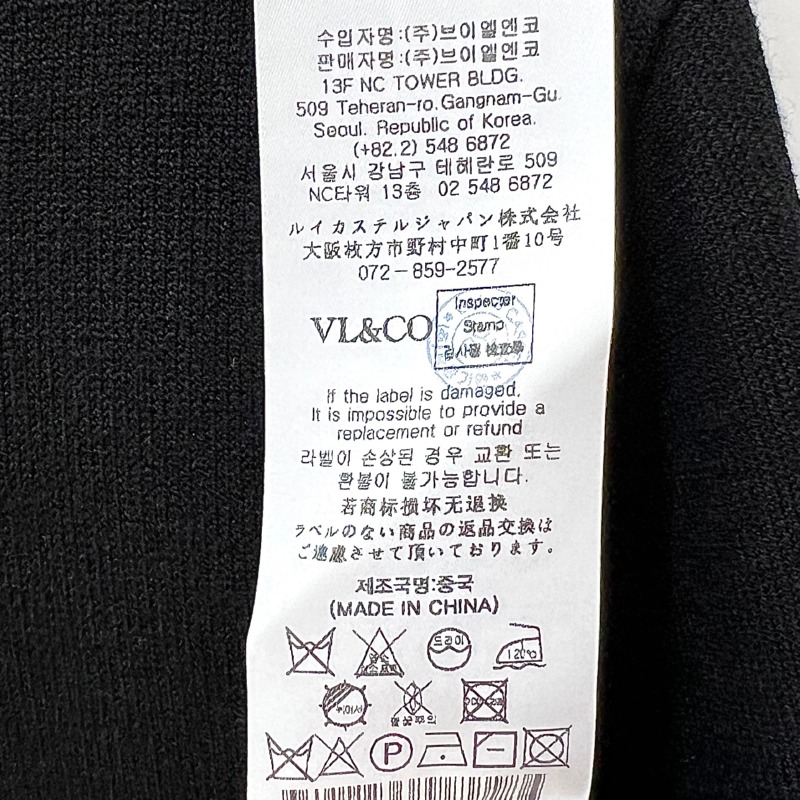 수입자명:(주)브이엘엔코
판매자명:(주)브이엘엔코
13F NC TOWER BLDG.
509 Teheran-ro.Gangnam-Gu.
Seoul. Republic of Korea.
(+82.2) 548 6872
서울시 강남구 테헤란로 509
NC타워 13층 02 548 6872
ルイカステルジャパン株式会社
大阪枚方市野村中町1番10号
072-859-2577
VL&CO
Inspecter
Stamp
If the label is damaged,
It is impossible to provide a
replacement or refund
라벨이 손상된 경우 교환 또는
환불이 불가능합니다.
若商标损坏无退换
ラベルのない商品の返品交換は
ご遠慮させて頂いております。
제조국명:중국
(MADE IN CHINA)
드라이
120℃
P